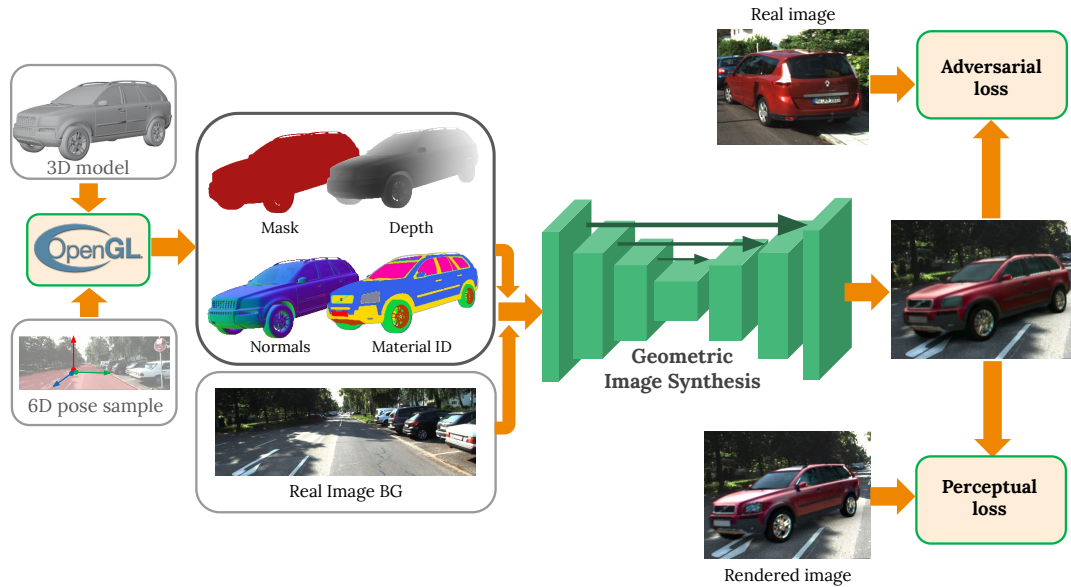 Real image
Adversarial
loss
3D model
OpenGL
Mask
Depth
Normals
Material ID
6D pose sample
Geometric
Image Synthesis
Real Image BG
Perceptual
loss
Rendered image